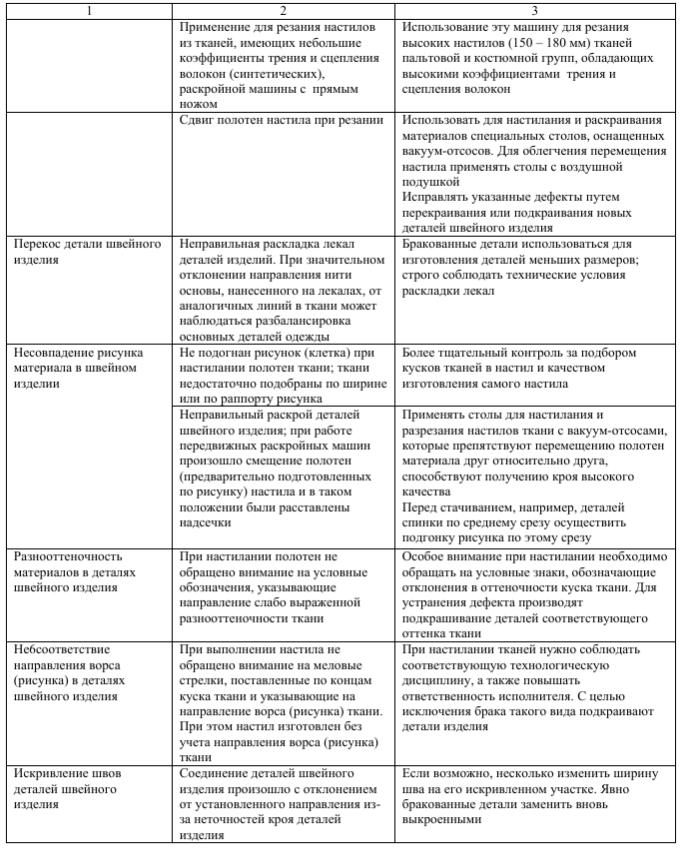 1
2
3
Применение для резания настилов
из тканей, имеющих небольшие
коэффициенты трения и сцепления
волокон (синтетических),
раскройной машины с прямым
ножом
Использование эту машину для резания
высоких настилов (150 – 180 мм) тканей
пальтовой и костюмной групп, обладающих
высокими коэффициентами трения и
сцепления волокон
Сдвиг полотен настила при резании
Использовать для настилания и раскраивания
материалов специальных столов, оснащенных
вакуум-отсосов. Для облегчения перемещения
настила применять столы с воздушной
подушкой
Исправлять указанные дефекты путем
перекраивания или подкраивания новых
деталей швейного изделия
Перекос детали швейного
изделия
Неправильная раскладка лекал
деталей изделий. При значительном
отклонении направления нити
основы, нанесенного на лекалах, от
аналогичных линий в ткани может
наблюдаться разбалансировка
основных деталей одежды
Бракованные детали использоваться для
изготовления деталей меньших размеров;
строго соблюдать технические условия
раскладки лекал
Несовпадение рисунка
материала в швейном
изделии
Не подогнан рисунок (клетка) при
настилании полотен ткани; ткани
недостаточно подобраны по ширине
или по раппорту рисунка
Более тщательный контроль за подбором
кусков тканей в настил и качеством
изготовления самого настила
Неправильный раскрой деталей
швейного изделия; при работе
передвижных раскройных машин
произошло смещение полотен
(предварительно подготовленных
по рисунку) настила и в таком
положении были расставлены
надсечки
Применять столы для настилания и
разрезания настилов ткани с вакуум-отсосами,
которые препятствуют перемещению полотен
материала друг относительно друга,
способствуют получению кроя высокого
качества
Перед стачиванием, например, деталей
спинки по среднему срезу осуществить
подгонку рисунка по этому срезу
Разнооттеночность
материалов в деталях
швейного изделия
При настилании полотен не
обращено внимание на условные
обозначения, указывающие
направление слабо выраженной
разнооттеночности ткани
Особое внимание при настилании необходимо
обращать на условные знаки, обозначающие
отклонения в оттеночности куска ткани. Для
устранения дефекта производят
подкрашивание деталей соответствующего
оттенка ткани
Небсоответствие
направления ворса
(рисунка) в деталях
швейного изделия
При выполнении настила не
обращено внимание на меловые
стрелки, поставленные по концам
куска ткани и указывающие на
направление ворса (рисунка) ткани.
При этом настил изготовлен без
учета направления ворса (рисунка)
ткани
При настилании тканей нужно соблюдать
соответствующую технологическую
дисциплину, а также повышать
ответственность исполнителя. С целью
исключения брака такого вида подкраивают
детали изделия
Искривление швов
деталей швейного
изделия
Соединение деталей швейного
изделия произошло с отклонением
от установленного направления из-
за неточностей кроя деталей
изделия
Если возможно, несколько изменить ширину
шва на его искривленном участке. Явно
бракованные детали заменить вновь
выкроенными